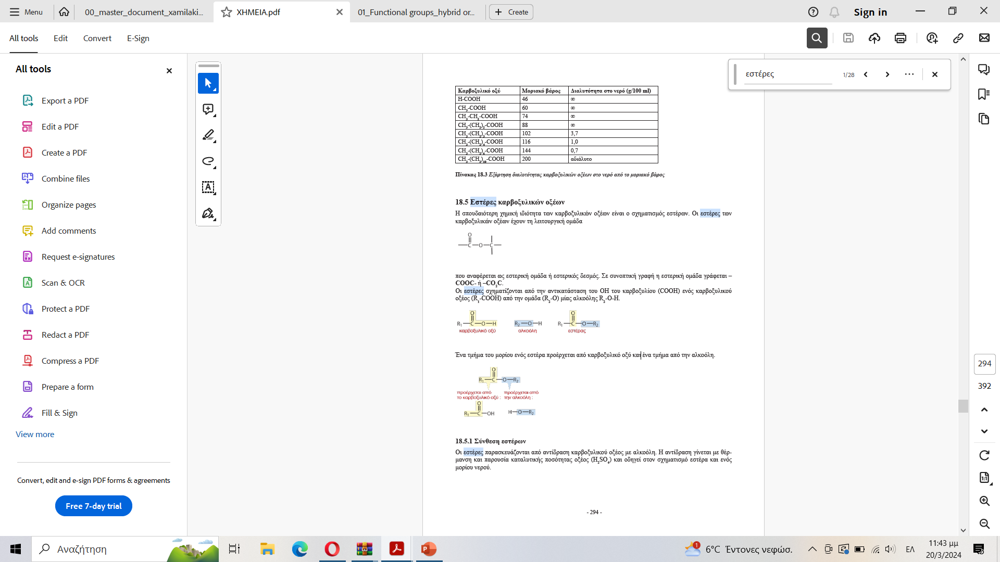 Menu
00_master_document_xamilaki...
ΧΗΜΕΙΑ.pdf
01_Functional groups_hybrid or...
Create
Sign in
All tools
Edit
Convert
E-Sign
All tools
Export a PDF
Edit a PDF
Create a PDF
Combine files
Organize pages
Add comments
Request e-signatures
Scan & OCR
Protect a PDF
Redact a PDF
Compress a PDF
Prepare a form
Fill & Sign
View more
Convert, edit and e-sign PDF forms & agreements
Free 7-day trial
εστέρες
1/28
Καρβοξυλικό οξύ Μοριακό βάρος Διαλυτότητα στο νερό (g/100 ml)
H-COOH 46 ∞
CH3-COOH 60 ∞
CH3-CH2-COOH 74 ∞
CH3-(CH2)2-COOH 88 ∞
CH3-(CH2)3-COOH 102 3,7
CH3-(CH2)4-COOH 116 1,0
CH3-(CH2)6-COOH 144 0,7
CH3-(CH2)10-COOH 200 αδιάλυτο
Πίνακας 18.3 Εξάρτηση διαλυτότητας καρβοξυλικών οξέων στο νερό από το μοριακό βάρος
18.5 Εστέρες καρβοξυλικών οξέων
Η σπουδαιότερη χημική ιδιότητα των καρβοξυλικών οξέων είναι ο σχηματισμός εστέρων. Οι εστέρες των
καρβοξυλικών οξέων έχουν τη λειτουργική ομάδα
O
C O C
που αναφέρεται ως εστερική ομάδα ή εστερικός δεσμός. Σε συνοπτική γραφή η εστερική ομάδα γράφεται –
COOC- ή –CO2C.
Οι εστέρες σχηματίζονται από την αντικατάσταση του OH του καρβοξυλίου (COOH) ενός καρβοξυλικού
οξέος (R1-COOH) από την ομάδα (R2-O) μίας αλκοόλης R2-O-H.
O O
R1 C O H R2 O H R1 C O R2
καρβοξυλικό οξύ αλκοόλη εστέρας
Ένα τμήμα του μορίου ενός εστέρα προέρχεται από καρβοξυλικό οξύ και ένα τμήμα από την αλκοόλη.
O
R1 C O R2
προέρχεται από προέρχεται από
το καρβοξυλικό οξύ : την αλκοόλη :
O
R1 C OH H O R2
18.5.1 Σύνθεση εστέρων
Οι εστέρες παρασκευάζονται από αντίδραση καρβοξυλικού οξέος με αλκοόλη. Η αντίδραση γίνεται με θέρ-
μανση και παρουσία καταλυτικής ποσότητας οξέος (H2SO4) και οδηγεί στον σχηματισμό εστέρα και ενός
μορίου νερού.
- 294 -
294
392
Αναζήτηση
6°C Έντονες νεφώσ.
ΕΛ
11:43 μμ
20/3/2024